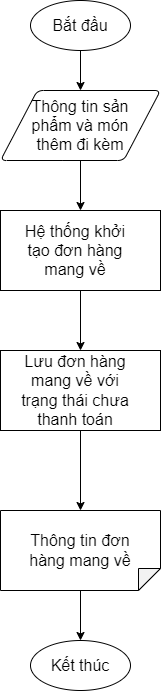 Bắt đầu
Thông tin sản
phẩm và món
thêm đi kèm
Hệ thống khởi
tạo đơn hàng
mang về
Lưu đơn hàng
mang về với
trạng thái chưa
thanh toán
Thông tin đơn
hàng mang về
Kết thúc